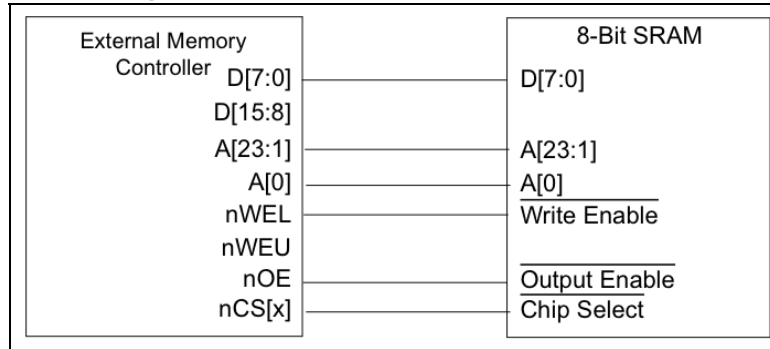 External Memory
Controller
D[7:0]
D[15:8]
A[23:1]
A[0]
nWEL
nWEU
nOE
nCS[x]
8-Bit SRAM
D[7:0]
A[23:1]
A[0]
Write Enable
Output Enable
Chip Select